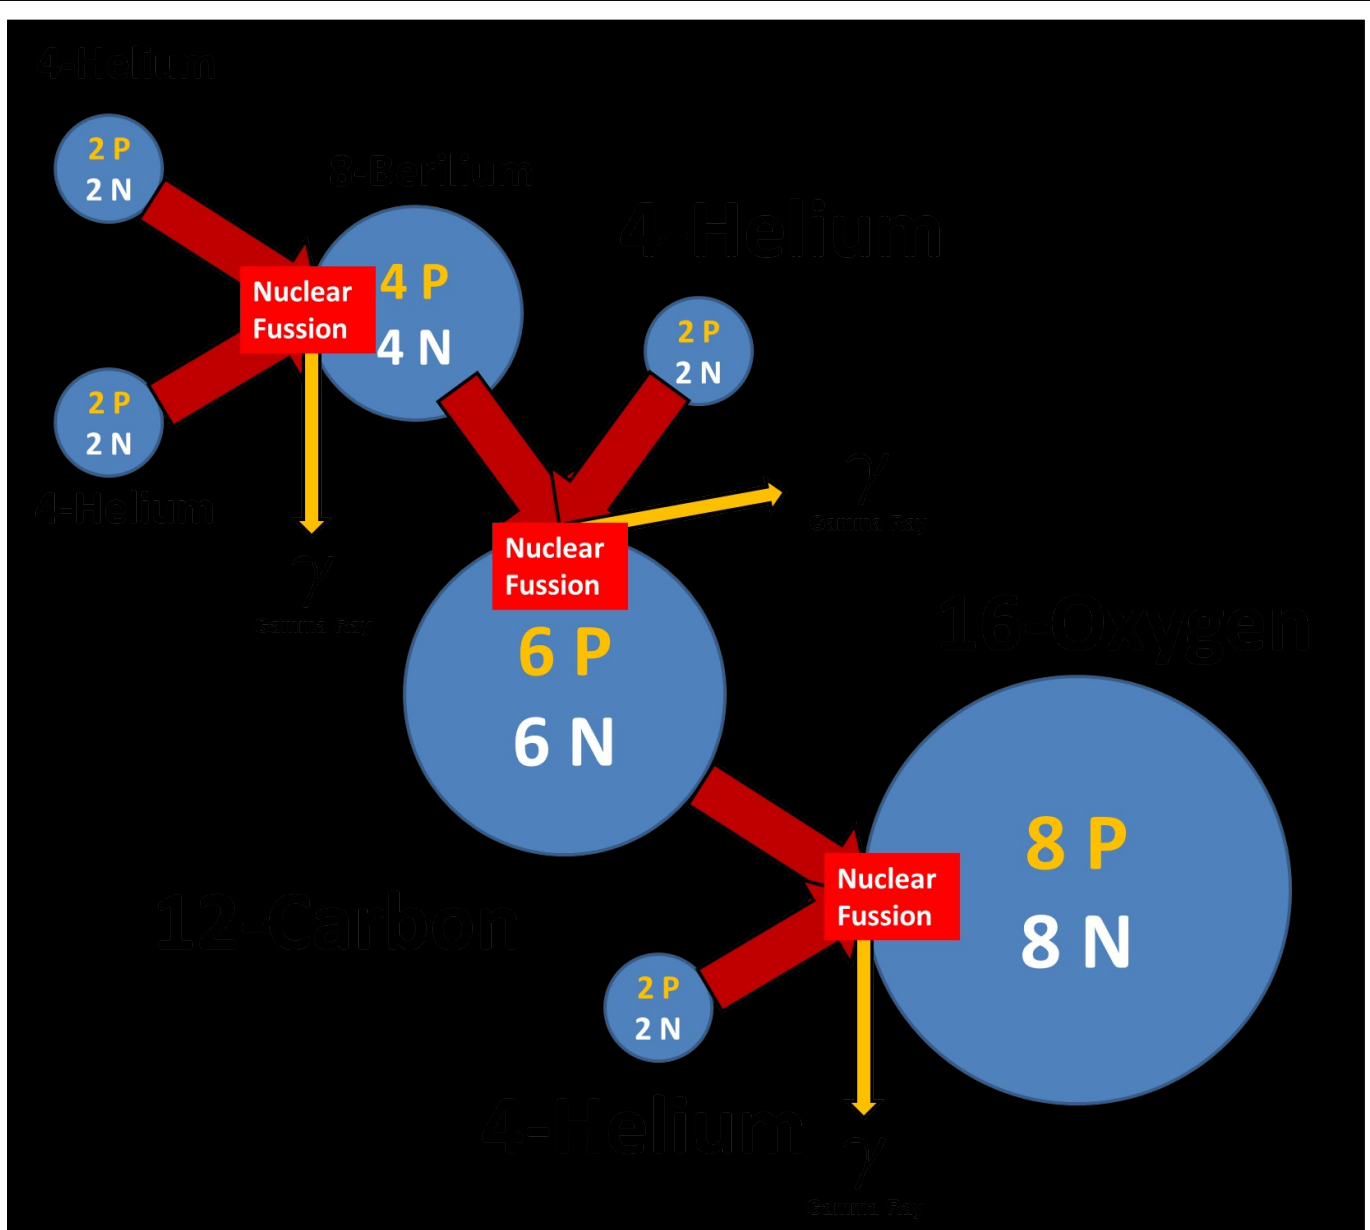 4-Helium
2 P
2 N
8-Berilium
4-Helium
4 P
4 N
Nuclear
Fussion
2 P
2 N
2 P
2 N
4-Helium
γ
Gamma Ray
γ
Gamma Ray
Nuclear
Fussion
6 P
6 N
16-Oxygen
8 P
8 N
Nuclear
Fussion
12-Carbon
2 P
2 N
4-Helium
γ
Gamma Ray